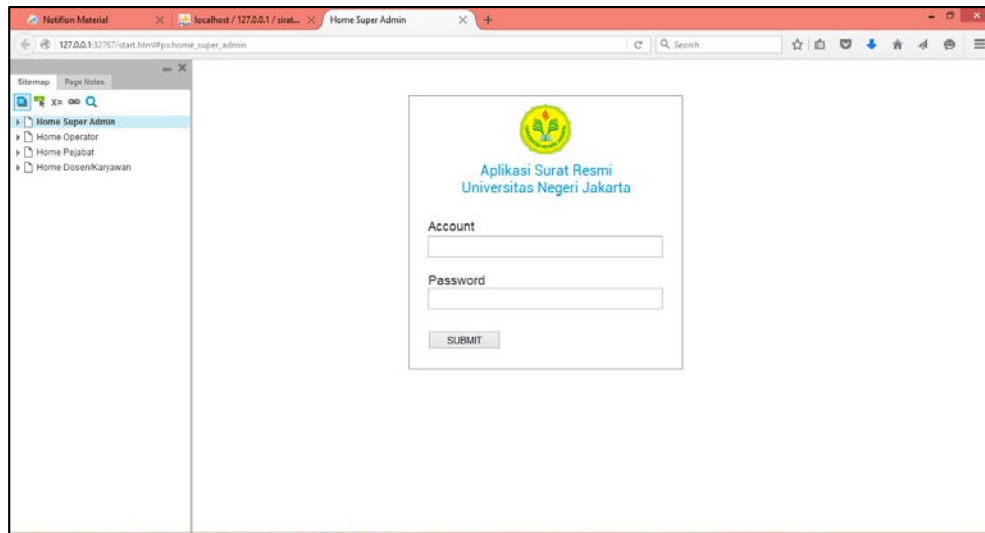 Notifion Material
localhost / 127.0.0.1 / sirat...
Home Super Admin
127.0.0.1:32767/start.html#p=home_super_admin
Search
Sitemap
Page Notes
X=
Home Super Admin
Home Operator
Home Pejabat
Home Dosen/Karyawan
Aplikasi Surat Resmi
Universitas Negeri Jakarta
Account
Password
SUBMIT